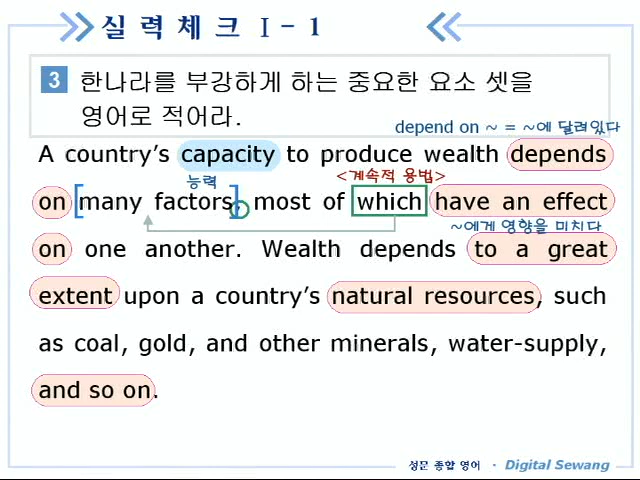 실 력 체 크 I - 1
3 한나라를 부강하게 하는 중요한 요소 셋을
영어로 적어라.
depend on ~ = ~에 달려있다
A country's capacity to produce wealth depends
능력
<계속적 용법>
on [many factors], most of which have an effect
~에게 영향을 미치다
on one another. Wealth depends to a great
extent upon a country's natural resources, such
as coal, gold, and other minerals, water-supply,
and so on.
성문 종합 영어 · Digital Sewang